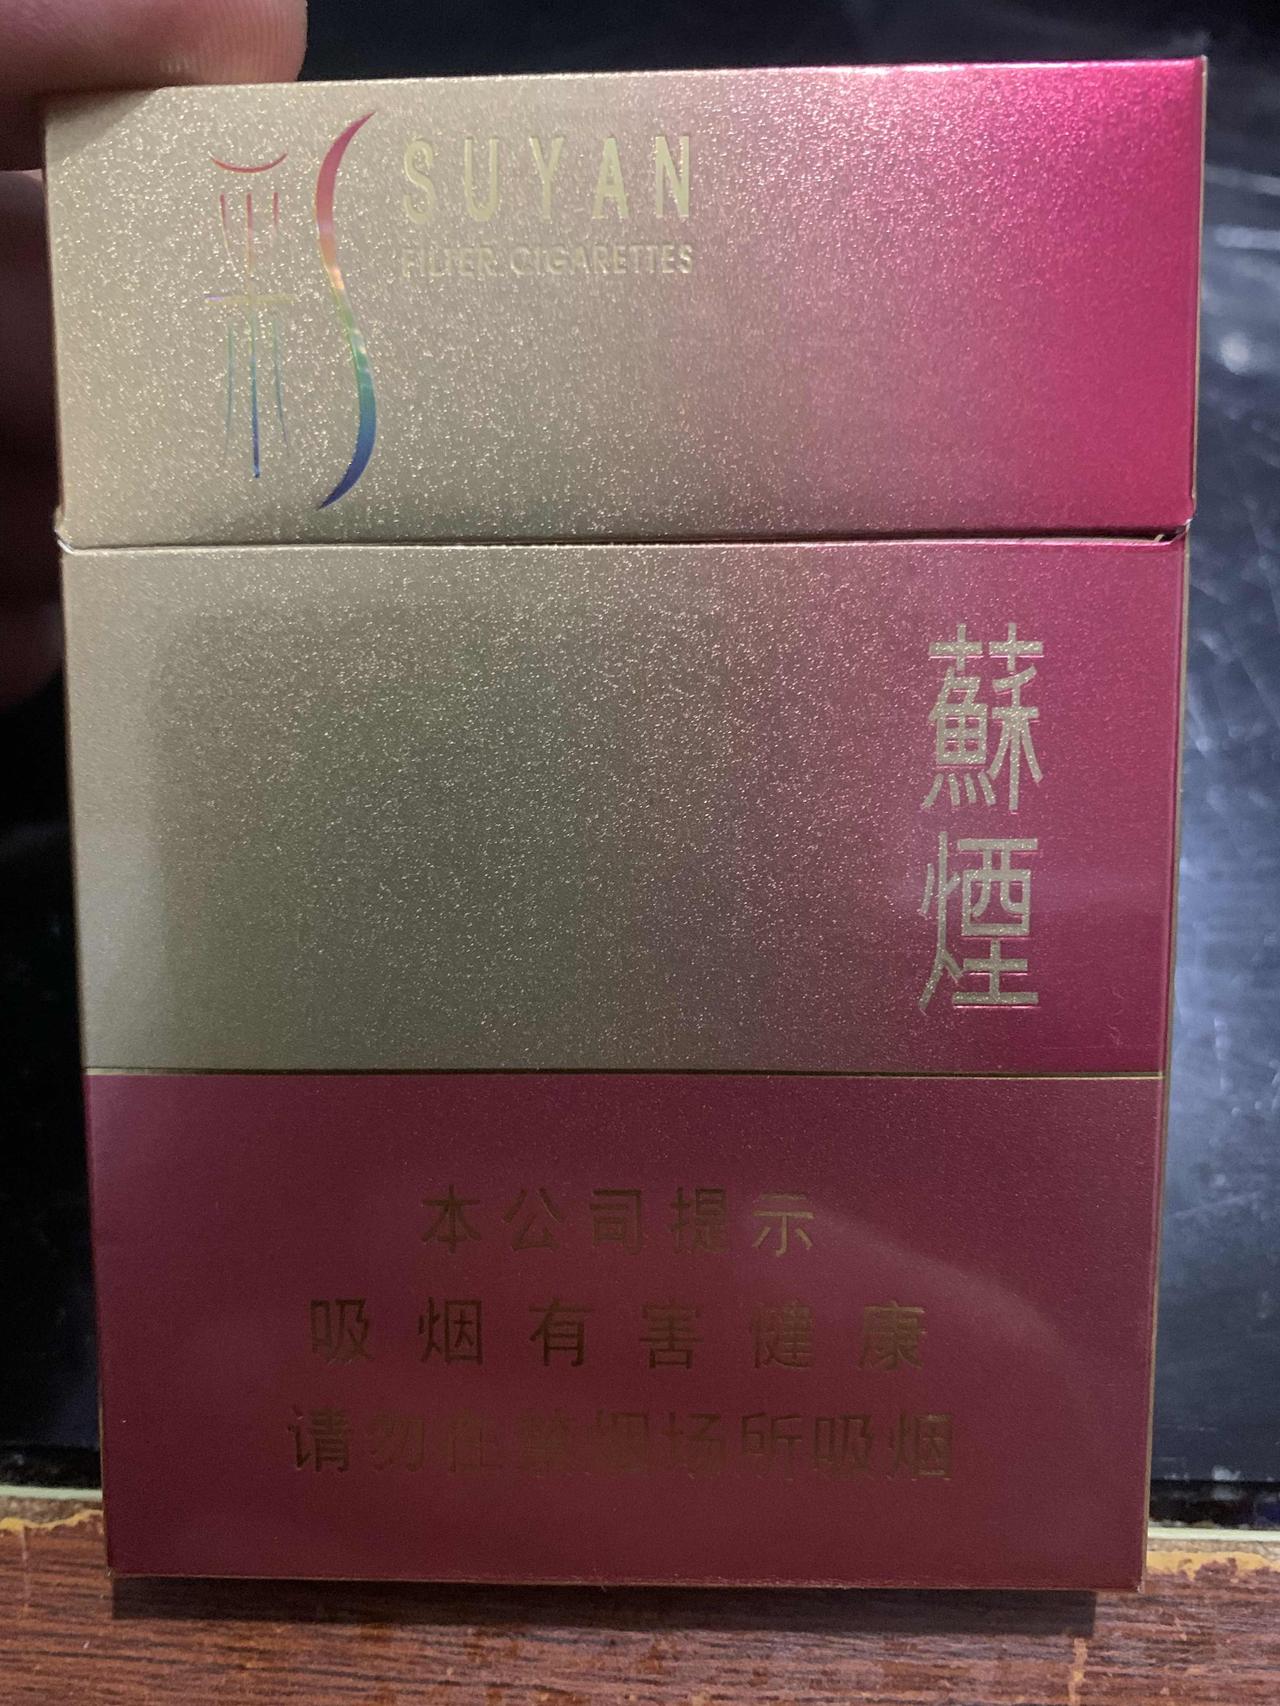 彩
SUYAN
FILTER CIGARETTES
蘇煙
本公司提示
吸烟有害健康
请勿在禁烟场所吸烟